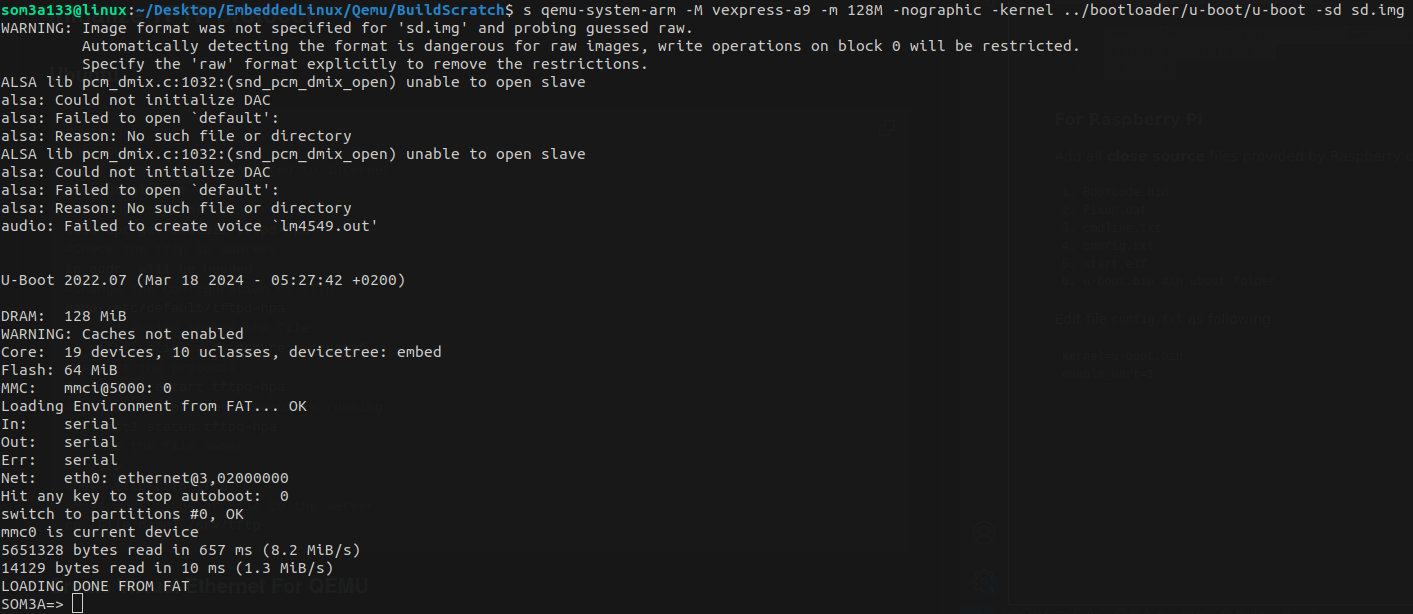 som3a133@linux:~/Desktop/EmbeddedLinux/Qemu/BuildScratch$ s qemu-system-arm -M vexpress-a9 -m 128M -nographic -kernel ../bootloader/u-boot/u-boot -sd sd.img
WARNING: Image format was not specified for 'sd.img' and probing guessed raw.
         Automatically detecting the format is dangerous for raw images, write operations on block 0 will be restricted.
         Specify the 'raw' format explicitly to remove the restrictions.
ALSA lib pcm_dmix.c:1032:(snd_pcm_dmix_open) unable to open slave
alsa: Could not initialize DAC
alsa: Failed to open `default':
alsa: Reason: No such file or directory
ALSA lib pcm_dmix.c:1032:(snd_pcm_dmix_open) unable to open slave
alsa: Could not initialize DAC
alsa: Failed to open `default':
alsa: Reason: No such file or directory
audio: Failed to create voice `lm4549.out'
U-Boot 2022.07 (Mar 18 2024 - 05:27:42 +0200)
DRAM:  128 MiB
WARNING: Caches not enabled
Core:  19 devices, 10 uclasses, devicetree: embed
Flash: 64 MiB
MMC:   mmci@5000: 0
Loading Environment from FAT... OK
In:    serial
Out:   serial
Err:   serial
Net:   eth0: ethernet@3,02000000
Hit any key to stop autoboot:  0
switch to partitions #0, OK
mmc0 is current device
5651328 bytes read in 657 ms (8.2 MiB/s)
14129 bytes read in 10 ms (1.3 MiB/s)
LOADING DONE FROM FAT
SOM3A=>
For Raspberry Pi
Ethernet For QEMU